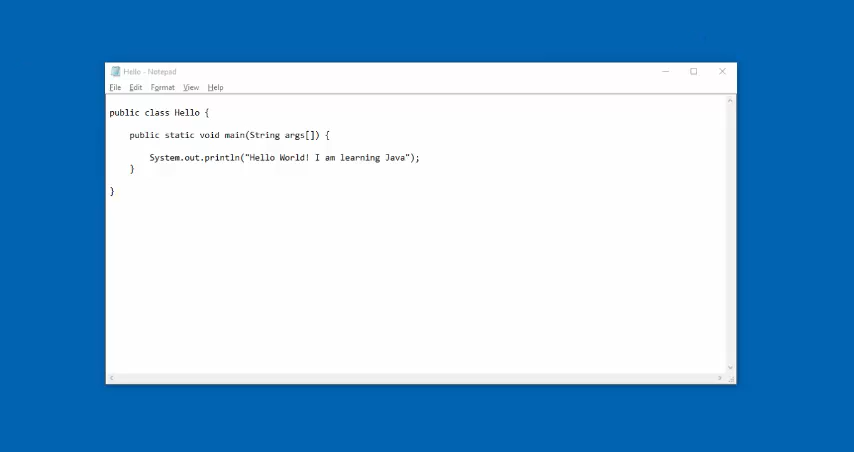 Hello - Notepad
File Edit Format View Help
public class Hello {
public static void main(String args[]) {
System.out.println("Hello World! I am learning Java");
}
}